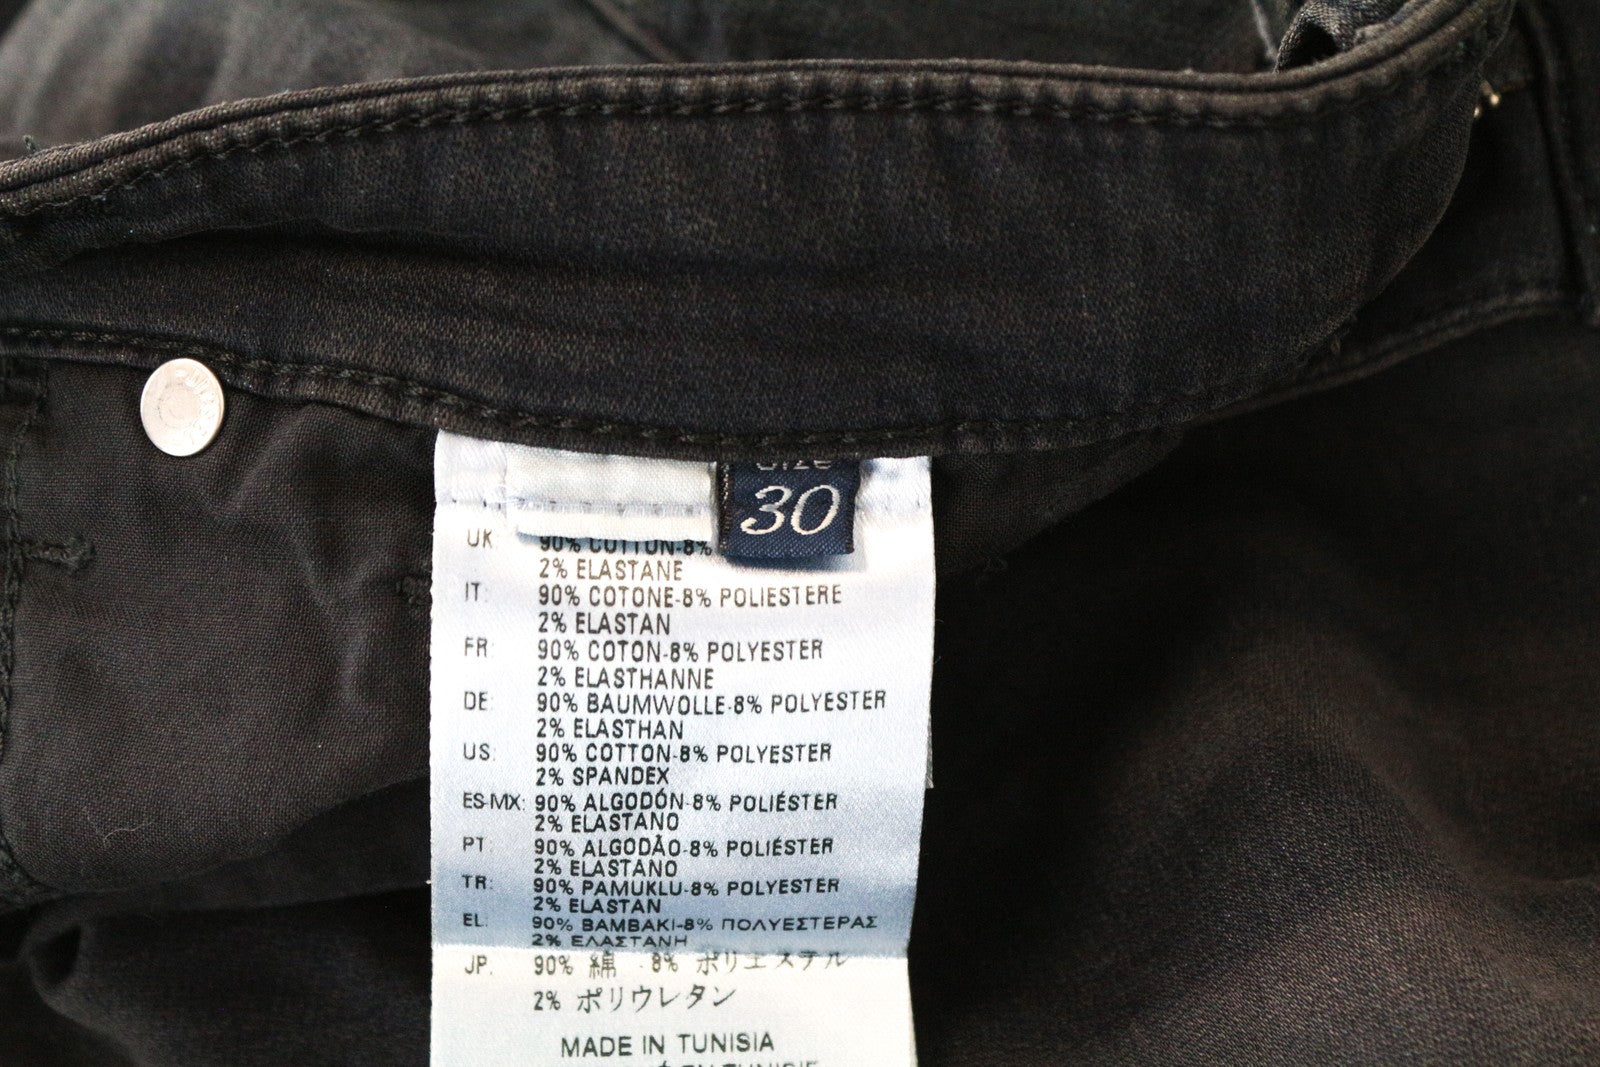 Size
30
UK: 90% COTTON-8%
2% ELASTANE
IT: 90% COTONE-8% POLIESTERE
2% ELASTAN
FR: 90% COTON-8% POLYESTER
2% ELASTHANNE
DE: 90% BAUMWOLLE-8% POLYESTER
2% ELASTHAN
US: 90% COTTON-8% POLYESTER
2% SPANDEX
ES-MX: 90% ALGODÓN-8% POLIÉSTER
2% ELASTANO
PT: 90% ALGODÃO-8% POLIÉSTER
2% ELASTANO
TR: 90% PAMUKLU-8% POLYESTER
2% ELASTAN
EL: 90% BAMBAKI-8% ΠΟΛΥΕΣΤΕΡΑΣ
2% ΕΛΑΣΤΑΝΗ
JP: 90% 綿 -8% ポリエステル
2% ポリウレタン
MADE IN TUNISIA